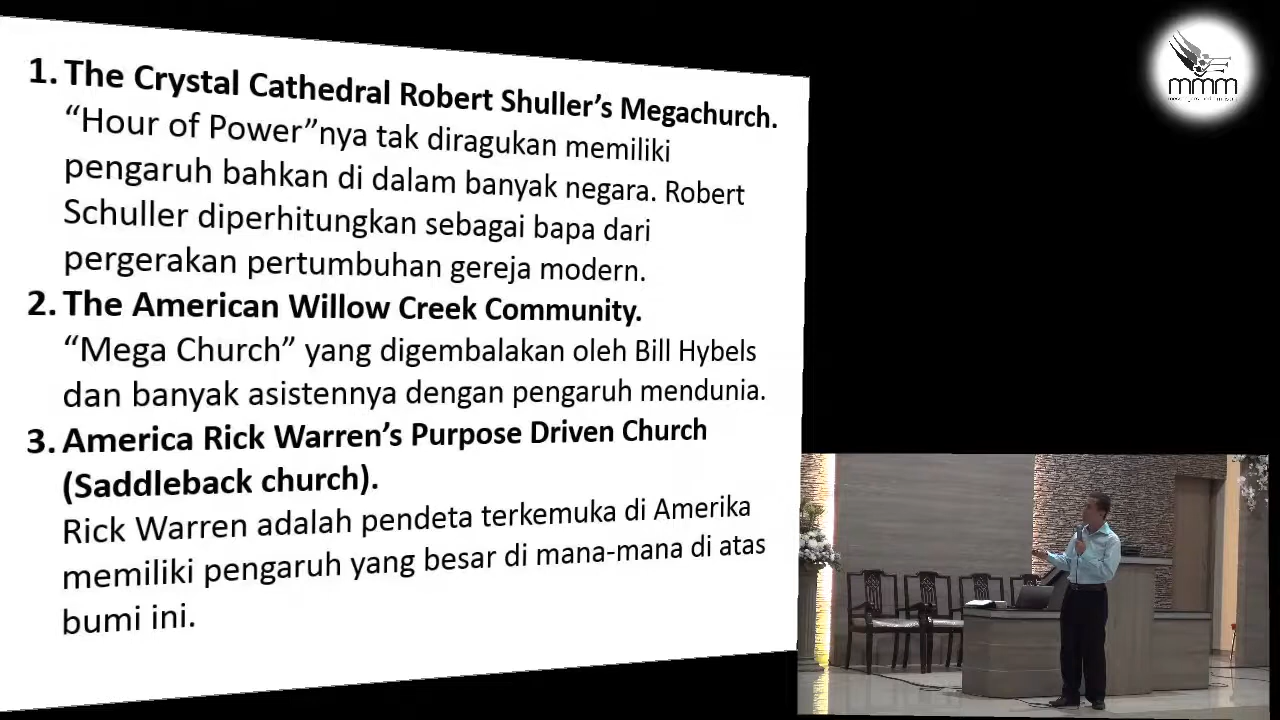 1. The Crystal Cathedral Robert Shuller's Megachurch.
“Hour of Power”nya tak diragukan memiliki
pengaruh bahkan di dalam banyak negara. Robert
Schuller diperhitungkan sebagai bapa dari
pergerakan pertumbuhan gereja modern.
2. The American Willow Creek Community.
“Mega Church” yang digembalakan oleh Bill Hybels
dan banyak asistennya dengan pengaruh mendunia.
3. America Rick Warren's Purpose Driven Church
(Saddleback church).
Rick Warren adalah pendeta terkemuka di Amerika
memiliki pengaruh yang besar di mana-mana di atas
bumi ini.
mmm